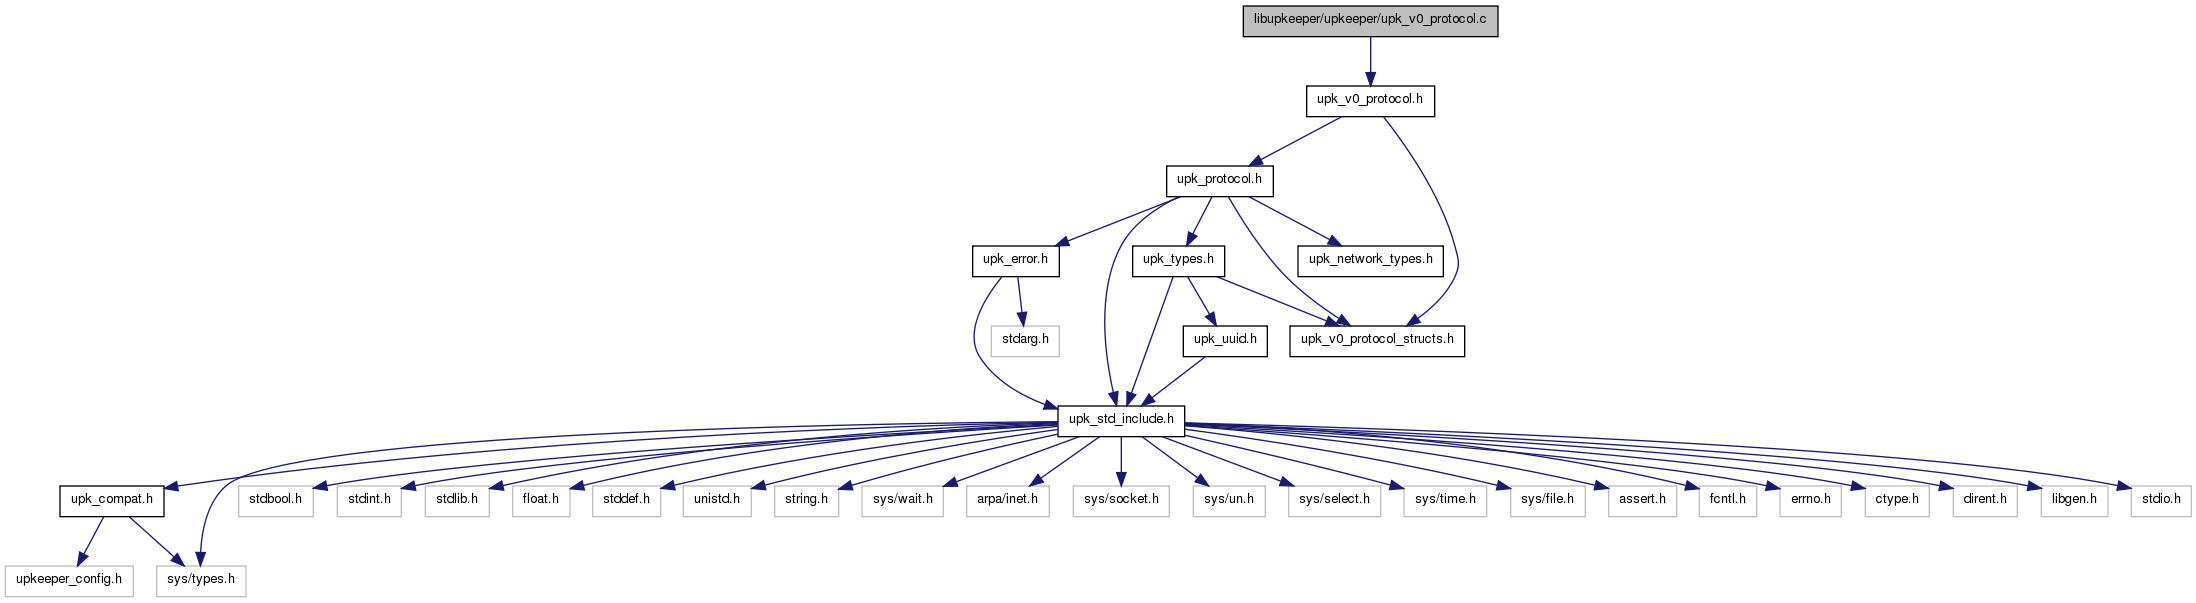 libupkeeper/upkeeper/upk_v0_protocol.c
upk_v0_protocol.h
upk_protocol.h
upk_error.h
upk_types.h
upk_network_types.h
stdarg.h
upk_uuid.h
upk_v0_protocol_structs.h
upk_std_include.h
upk_compat.h
stdbool.h
stdint.h
stdlib.h
float.h
stddef.h
unistd.h
string.h
sys/wait.h
arpa/inet.h
sys/socket.h
sys/un.h
sys/select.h
sys/time.h
sys/file.h
assert.h
fcntl.h
errno.h
ctype.h
dirent.h
libgen.h
stdio.h
upkeeper_config.h
sys/types.h